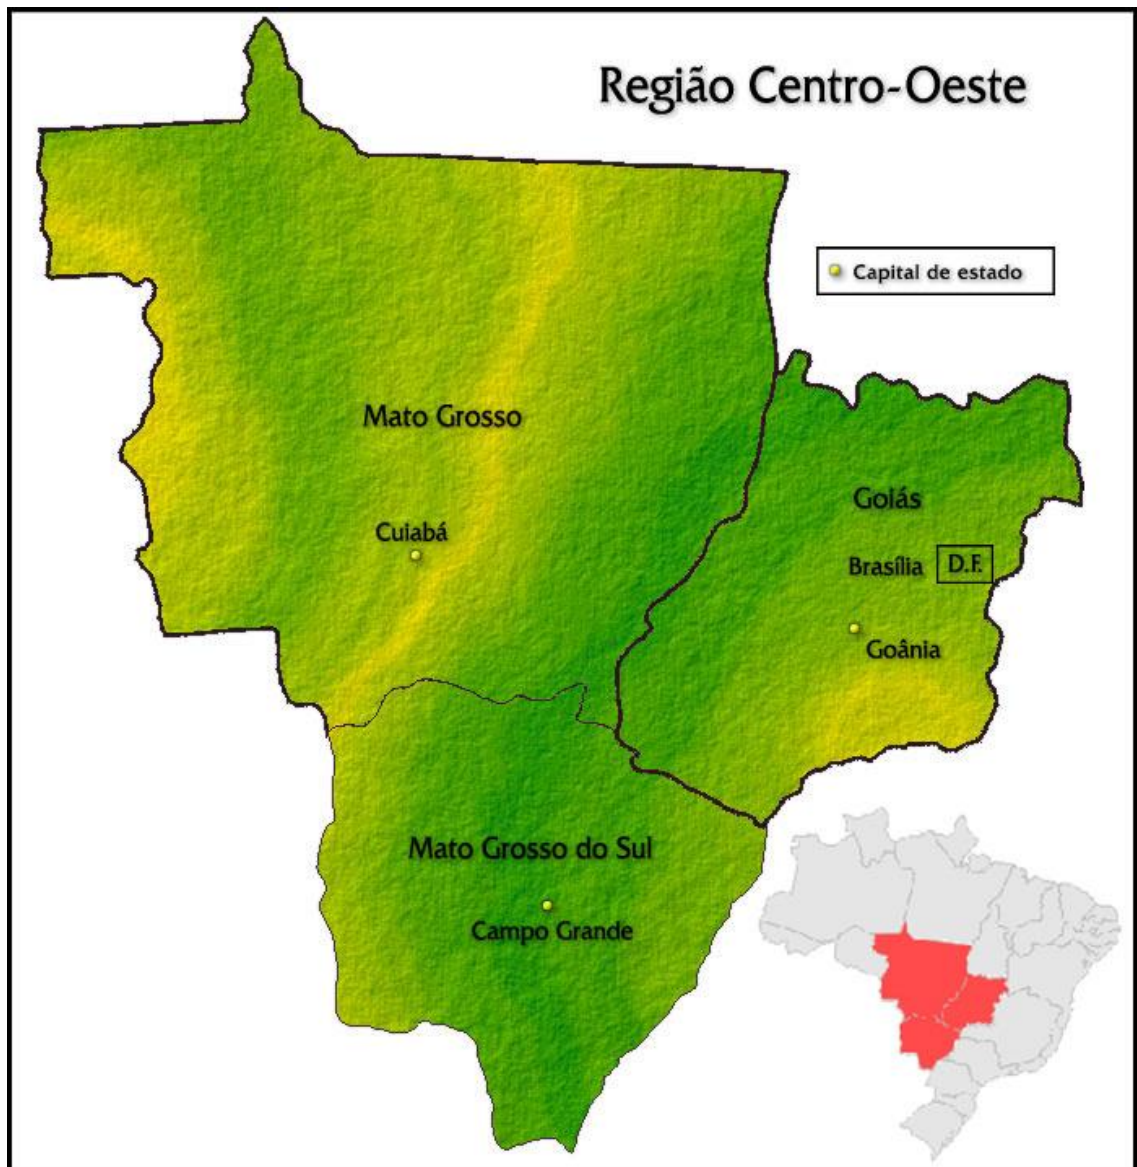 Região Centro-Oeste
Capital de estado
Mato Grosso
Goiás
Cuiabá
Brasília D.F.
Goânia
Mato Grosso do Sul
Campo Grande